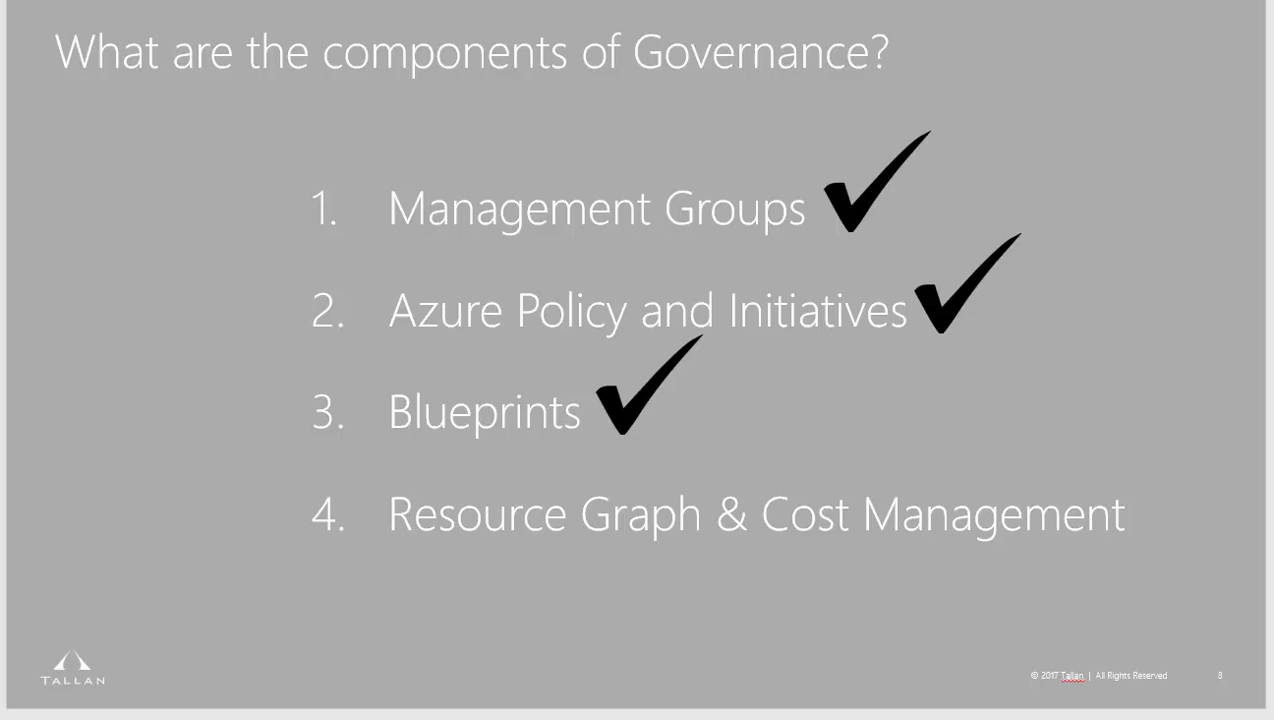 What are the components of Governance?
1. Management Groups
2. Azure Policy and Initiatives
3. Blueprints
4. Resource Graph & Cost Management
TALLAN
© 2017 Tallan | All Rights Reserved 8